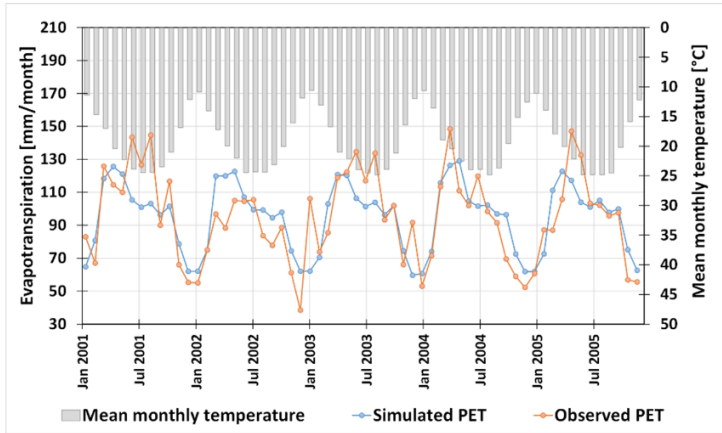 210
190
170
150
130
110
90
70
50
30
Evapotranspiration [mm/month]
0
5
10
15
20
25
30
35
40
45
50
Mean monthly temperature [°C]
Jan 2001
Jul 2001
Jan 2002
Jul 2002
Jan 2003
Jul 2003
Jan 2004
Jul 2004
Jan 2005
Jul 2005
Mean monthly temperature
Simulated PET
Observed PET